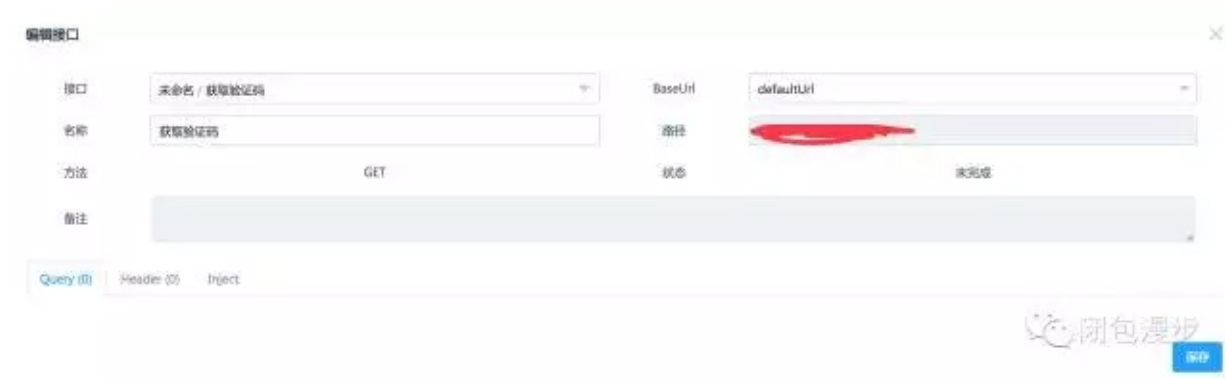 编辑接口
接口 未命名 / 获取验证码 BaseUrl defaultUrl
名称 获取验证码 路径
方法 GET 状态 未完成
备注
Query (0) Header (0) Inject
闭包漫步
保存